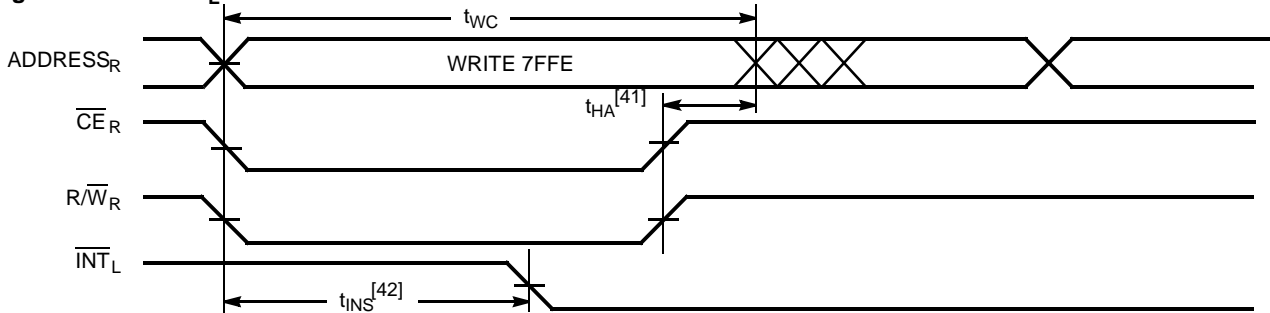 tWC
ADDRESSR
WRITE 7FFE
tHA[41]
CER
R/WR
INTL
tINS[42]